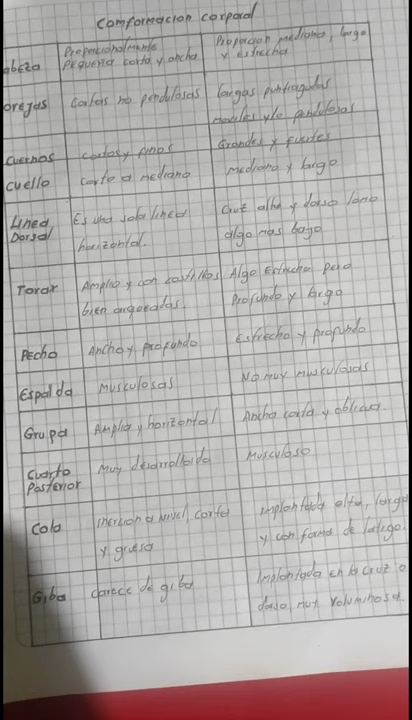 Comformacion corporal
abeza Proporcionalmente Proporcion mediana, largo
pequeña corta y ancha y estrecha
orejas Cortas no pendulosas largas puntiagudas
moviles y/o pendulosas
cuernos cortos y finos Grandes y fuertes
cuello corto a mediano mediano y largo
Linea Es una sola linea Cruz alta y dorso lomo
Dorsal horizontal. algo mas bajo
Torax Amplio y con costillas Algo Estrecho pero
bien arqueadas. Profundo y largo
Pecho Ancho y profundo Estrecho y profundo
Espalda musculosas No muy musculosas
Grupa Amplia y horizontal Ancha corta y oblicua.
Cuarto Muy desarrollado Musculoso
Posterior
Cola Insercion a nivel, corta implantada alta, larga
y gruesa y con forma de latigo.
Giba carece de giba Implantada en la cruz o
dorso, muy voluminosa.